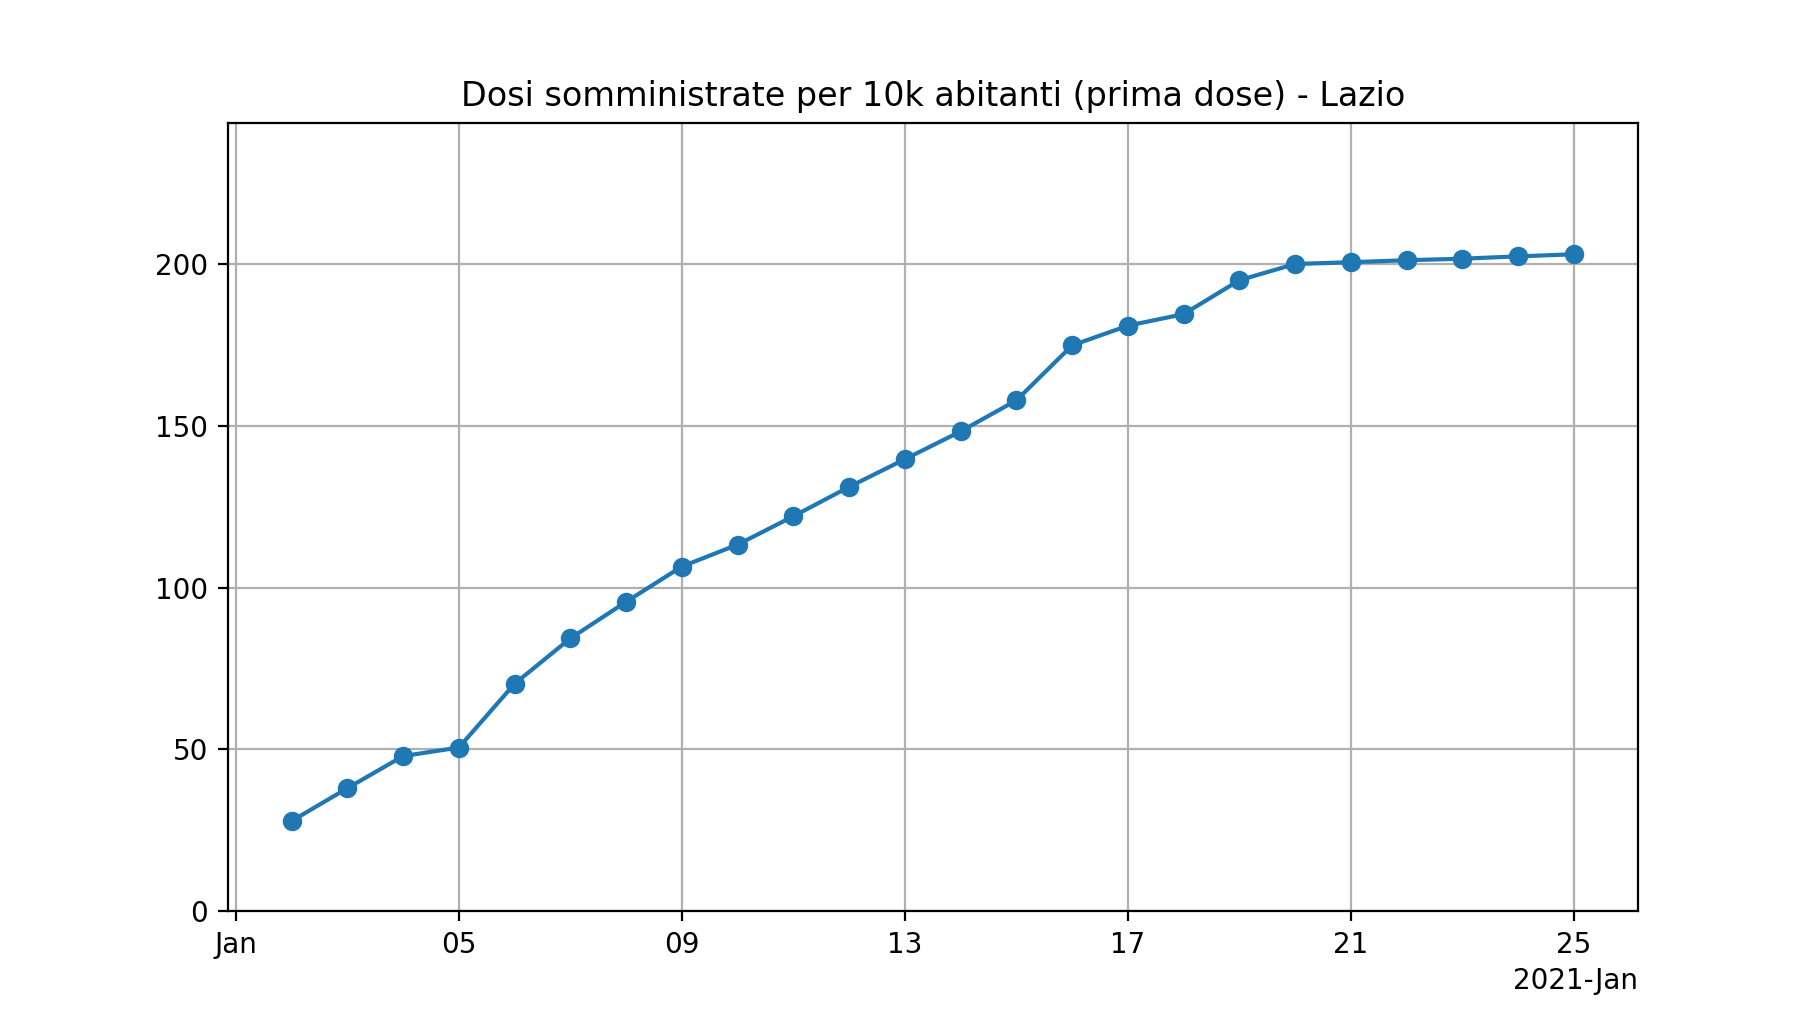 Dosi somministrate per 10k abitanti (prima dose) - Lazio
200
150
100
50
0
Jan 05 09 13 17 21 25
2021-Jan